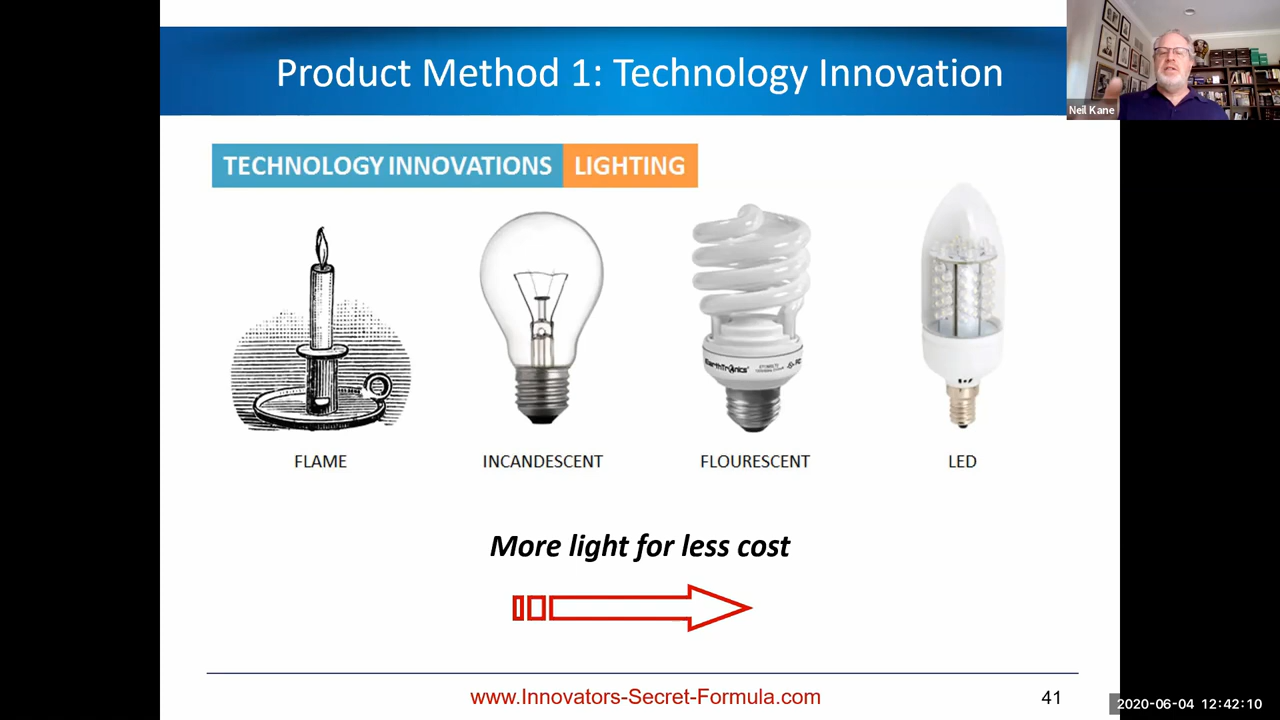 Product Method 1: Technology Innovation
Neil Kane
TECHNOLOGY INNOVATIONS LIGHTING
EarthTronics
FLAME
INCANDESCENT
FLOURESCENT
LED
More light for less cost
www.Innovators-Secret-Formula.com
41
2020-06-04 12:42:10